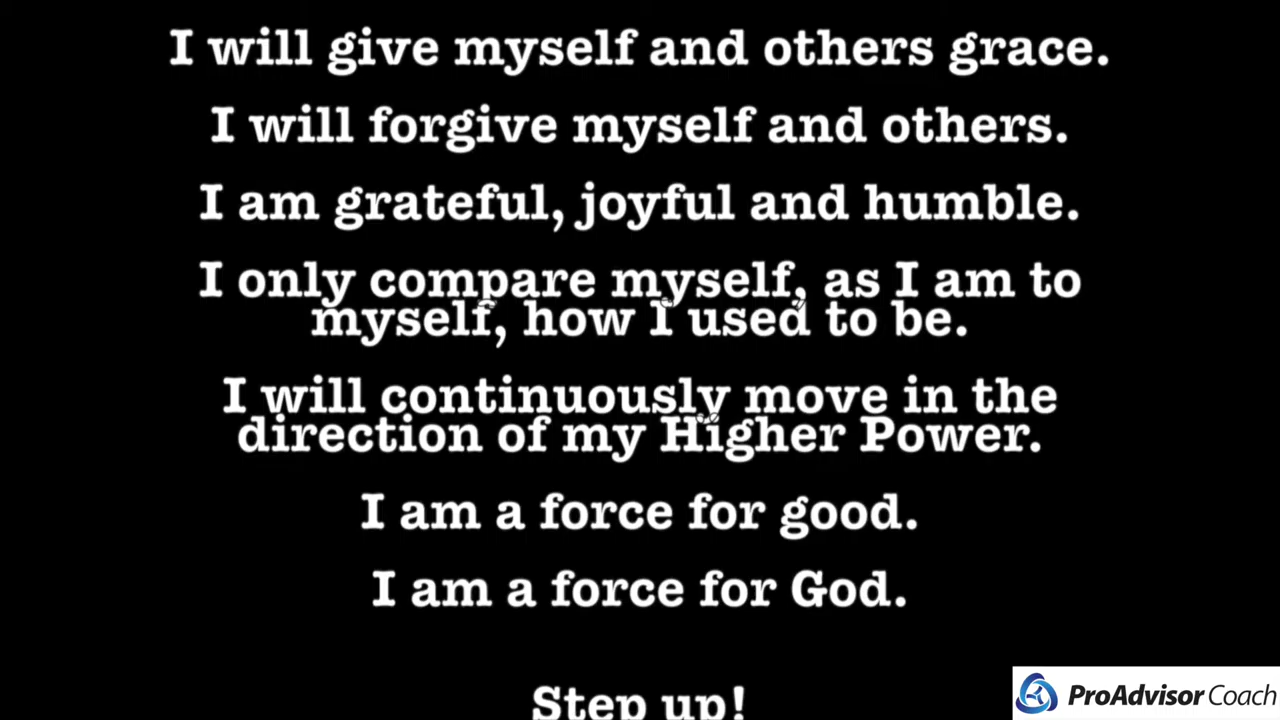 I will give myself and others grace.
I will forgive myself and others.
I am grateful, joyful and humble.
I only compare myself, as I am to
myself, how I used to be.
I will continuously move in the
direction of my Higher Power.
I am a force for good.
I am a force for God.
Step up!
ProAdvisor Coach